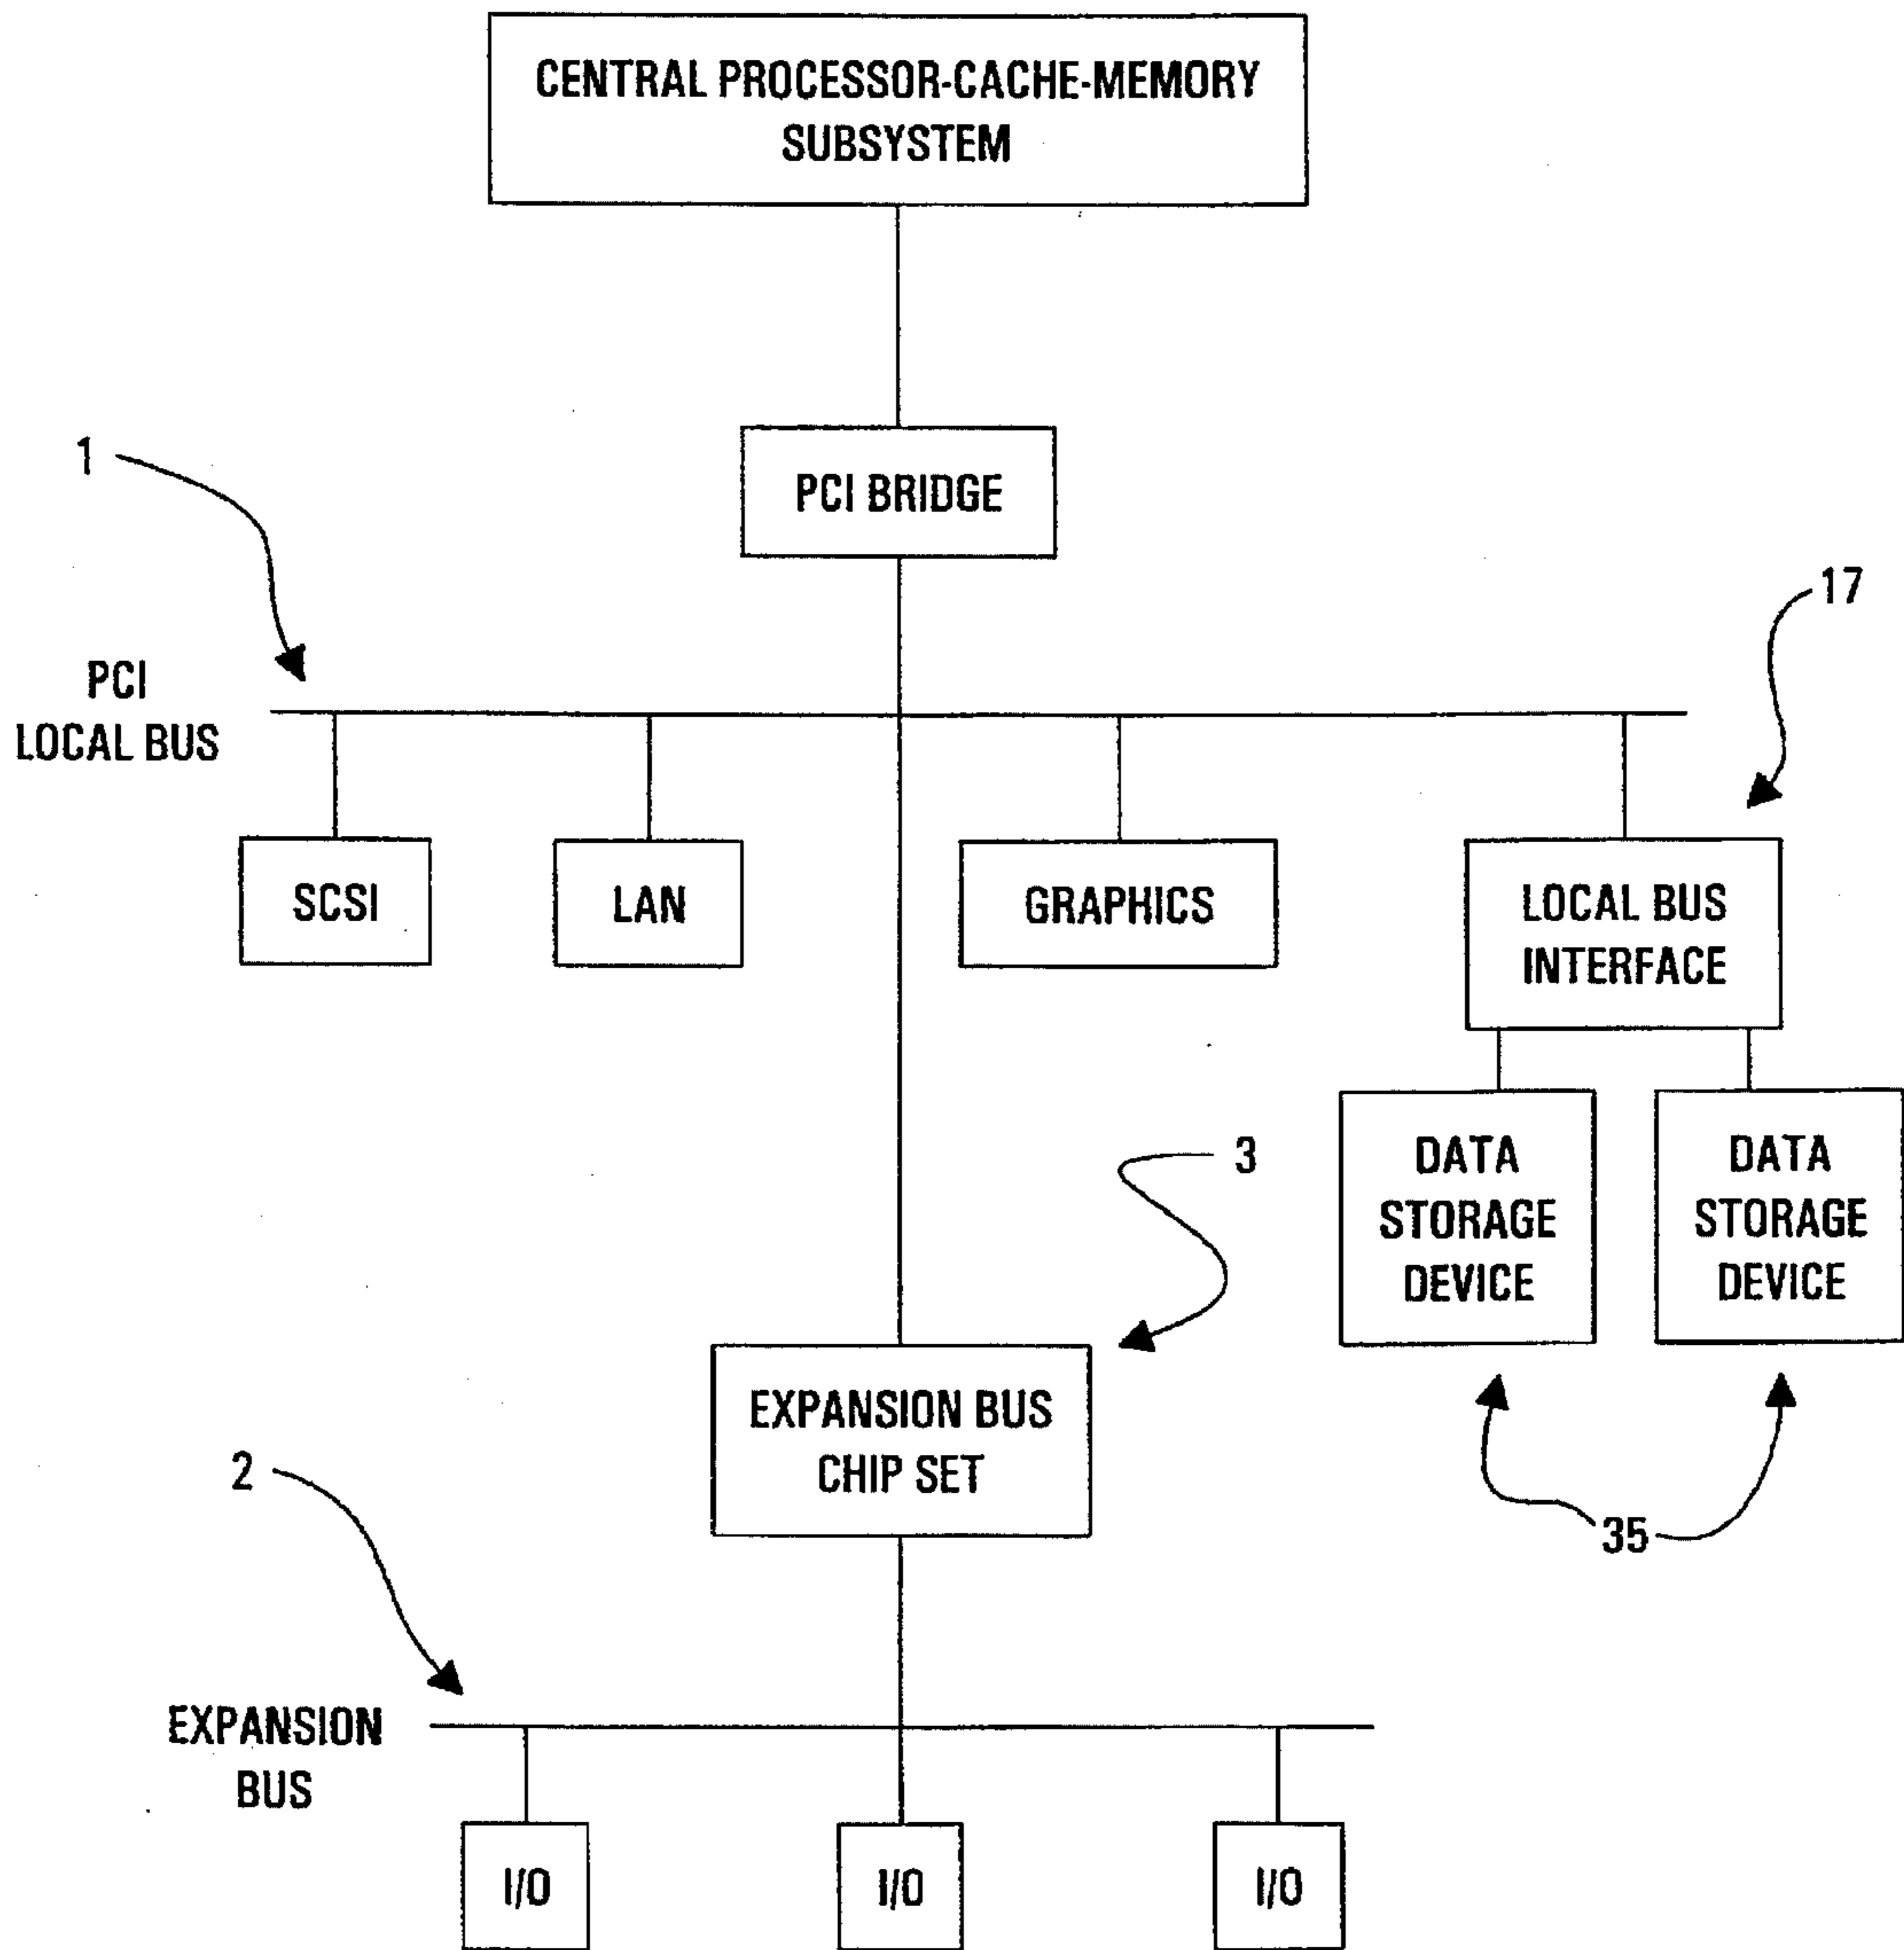 CENTRAL PROCESSOR-CACHE-MEMORY
SUBSYSTEM
1
PCI BRIDGE
17
PCI
LOCAL BUS
SCSI
LAN
GRAPHICS
LOCAL BUS
INTERFACE
3
DATA
STORAGE
DEVICE
DATA
STORAGE
DEVICE
EXPANSION BUS
CHIP SET
2
35
EXPANSION
BUS
I/O
I/O
I/O